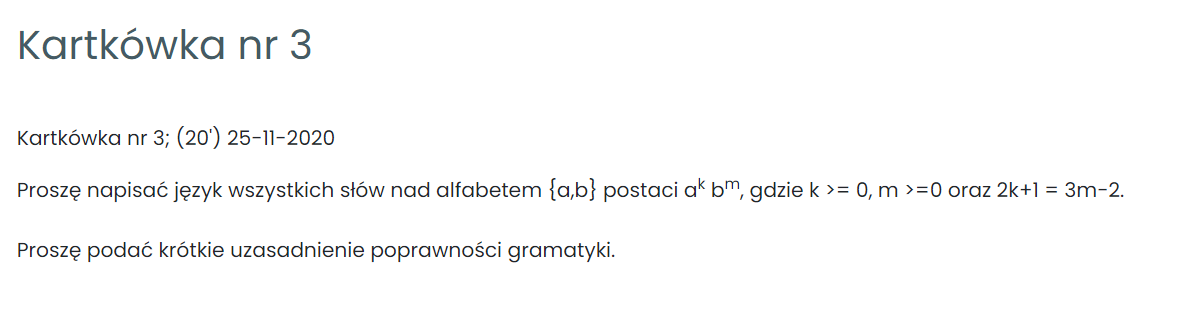 Kartkówka nr 3
Kartkówka nr 3; (20') 25-11-2020
Proszę napisać język wszystkich słów nad alfabetem {a,b} postaci a^k b^m, gdzie k >= 0, m >=0 oraz 2k+1 = 3m-2.
Proszę podać krótkie uzasadnienie poprawności gramatyki.